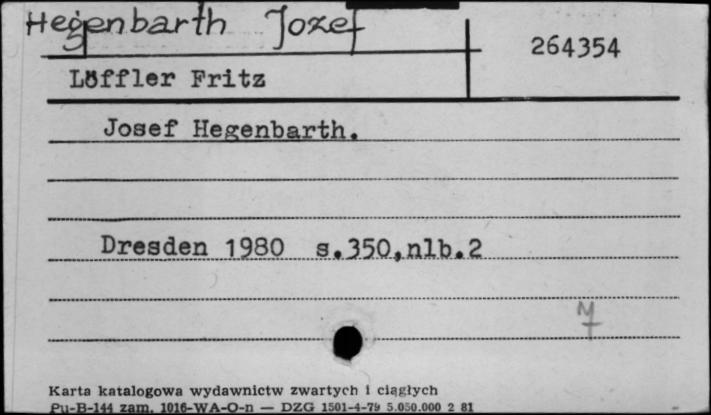 Hegenbarth Jozef
264354
Löffler Fritz
Josef Hegenbarth.
Dresden 1980 s.350,nlb.2
Karta katalogowa wydawnictw zwartych i ciągłych
Pu-B-144 zam. 1016-WA-O-n — DZG 1501-4-79 5.050.000 2 81